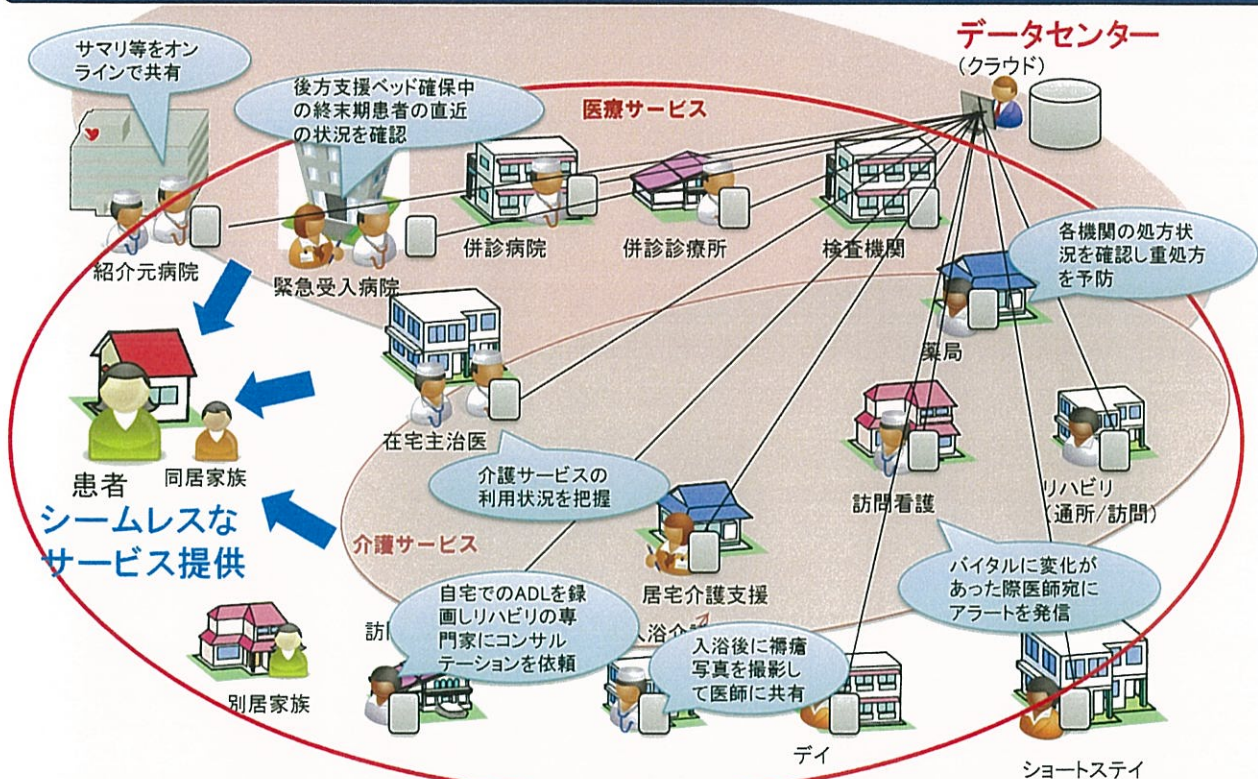 データセンター
(クラウド)
サマリ等をオン
ラインで共有
後方支援ベッド確保中
の終末期患者の直近
の状況を確認
医療サービス
紹介元病院
緊急受入病院
併診病院
併診診療所
検査機関
各機関の処方状
況を確認し重処方
を予防
薬局
在宅主治医
患者
同居家族
シームレスな
サービス提供
介護サービスの
利用状況を把握
訪問看護
リハビリ
(通所/訪問)
介護サービス
居宅介護支援
バイタルに変化が
あった際医師宛に
アラートを発信
自宅でのADLを録
画しリハビリの専
門家にコンサル
テーションを依頼
入浴後に褥瘡
写真を撮影し
て医師に共有
別居家族
デイ
ショートステイ